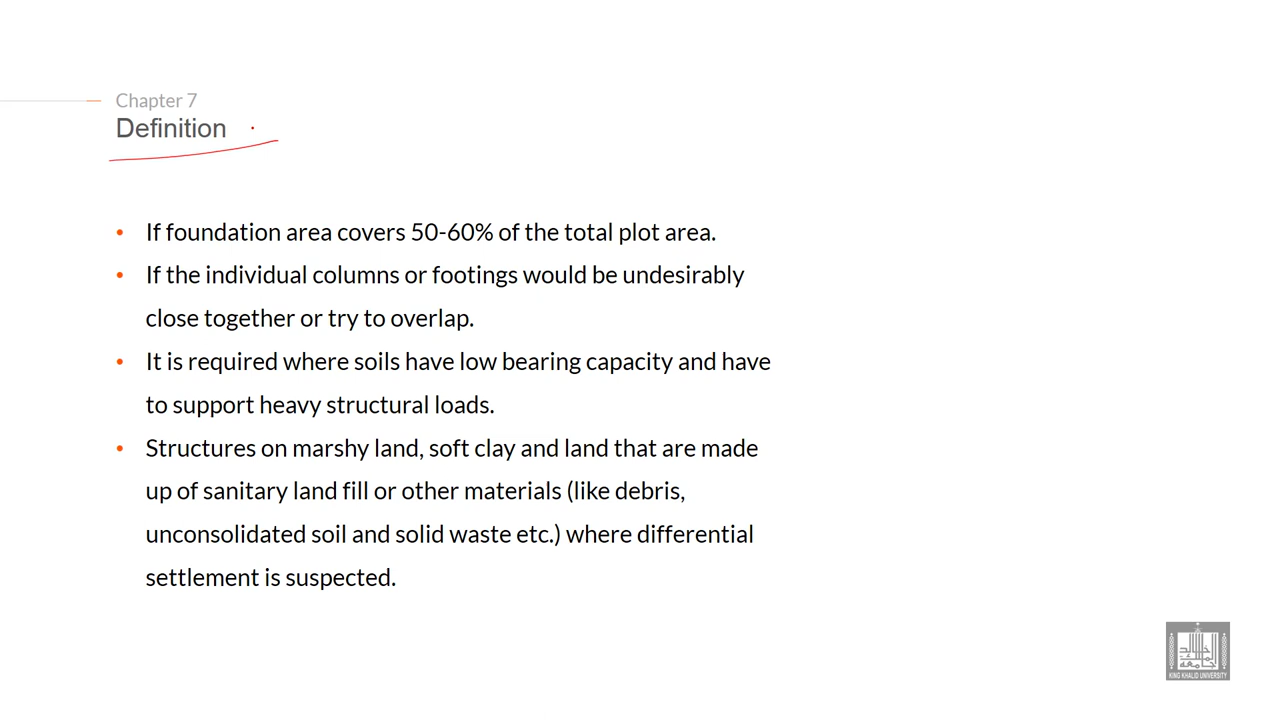 Chapter 7
Definition
• If foundation area covers 50-60% of the total plot area.
• If the individual columns or footings would be undesirably
close together or try to overlap.
• It is required where soils have low bearing capacity and have
to support heavy structural loads.
• Structures on marshy land, soft clay and land that are made
up of sanitary land fill or other materials (like debris,
unconsolidated soil and solid waste etc.) where differential
settlement is suspected.
KING KHALID UNIVERSITY